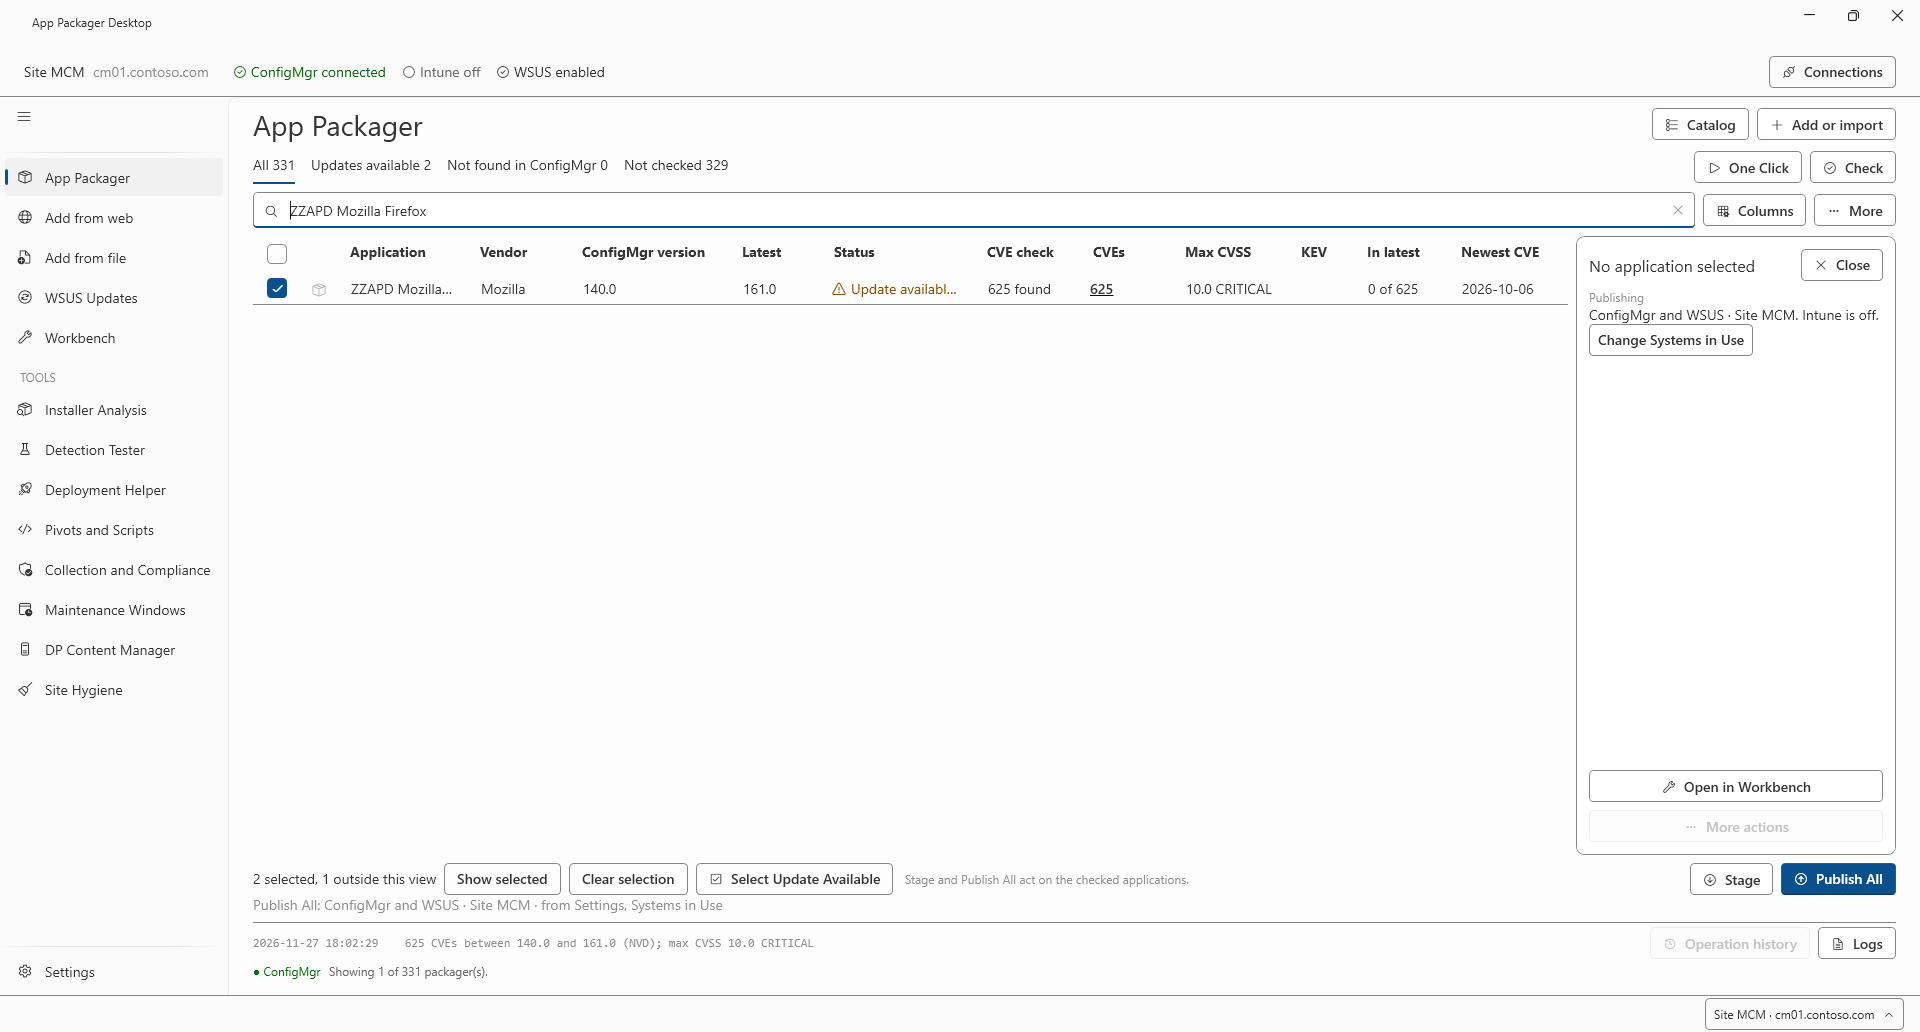 App Packager Desktop
Site MCM cm01.contoso.com ConfigMgr connected Intune off WSUS enabled Connections
App Packager
Add from web
Add from file
WSUS Updates
Workbench
TOOLS
Installer Analysis
Detection Tester
Deployment Helper
Pivots and Scripts
Collection and Compliance
Maintenance Windows
DP Content Manager
Site Hygiene
Settings
App Packager
Catalog Add or import
All 331 Updates available 2 Not found in ConfigMgr 0 Not checked 329
One Click Check
ZZAPD Mozilla Firefox
Columns More
Application Vendor ConfigMgr version Latest Status CVE check CVEs Max CVSS KEV In latest Newest CVE
ZZAPD Mozilla... Mozilla 140.0 161.0 Update availabl... 625 found 625 10.0 CRITICAL 0 of 625 2026-10-06
No application selected Close
Publishing
ConfigMgr and WSUS · Site MCM. Intune is off.
Change Systems in Use
Open in Workbench
More actions
2 selected, 1 outside this view Show selected Clear selection Select Update Available Stage and Publish All act on the checked applications. Stage Publish All
Publish All: ConfigMgr and WSUS · Site MCM · from Settings, Systems in Use
2026-11-27 18:02:29 625 CVEs between 140.0 and 161.0 (NVD); max CVSS 10.0 CRITICAL
Operation history Logs
ConfigMgr Showing 1 of 331 packager(s).
Site MCM · cm01.contoso.com